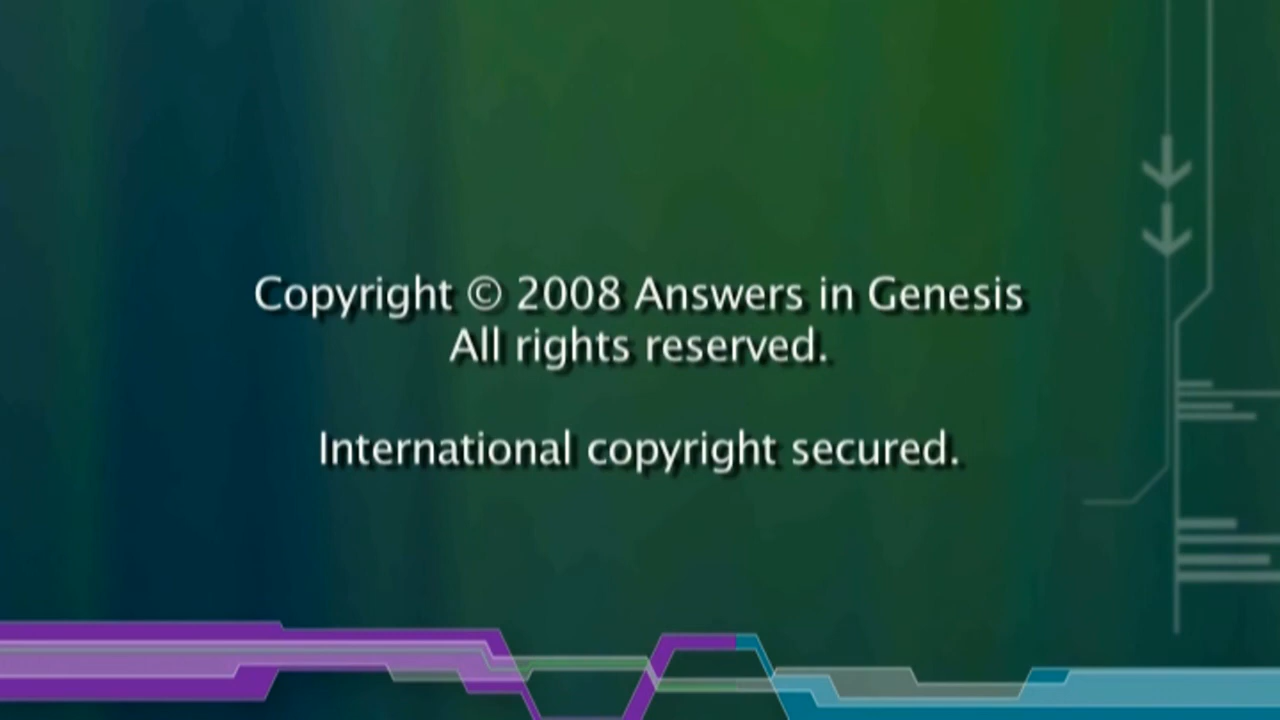 Copyright © 2008 Answers in Genesis
All rights reserved.
International copyright secured.